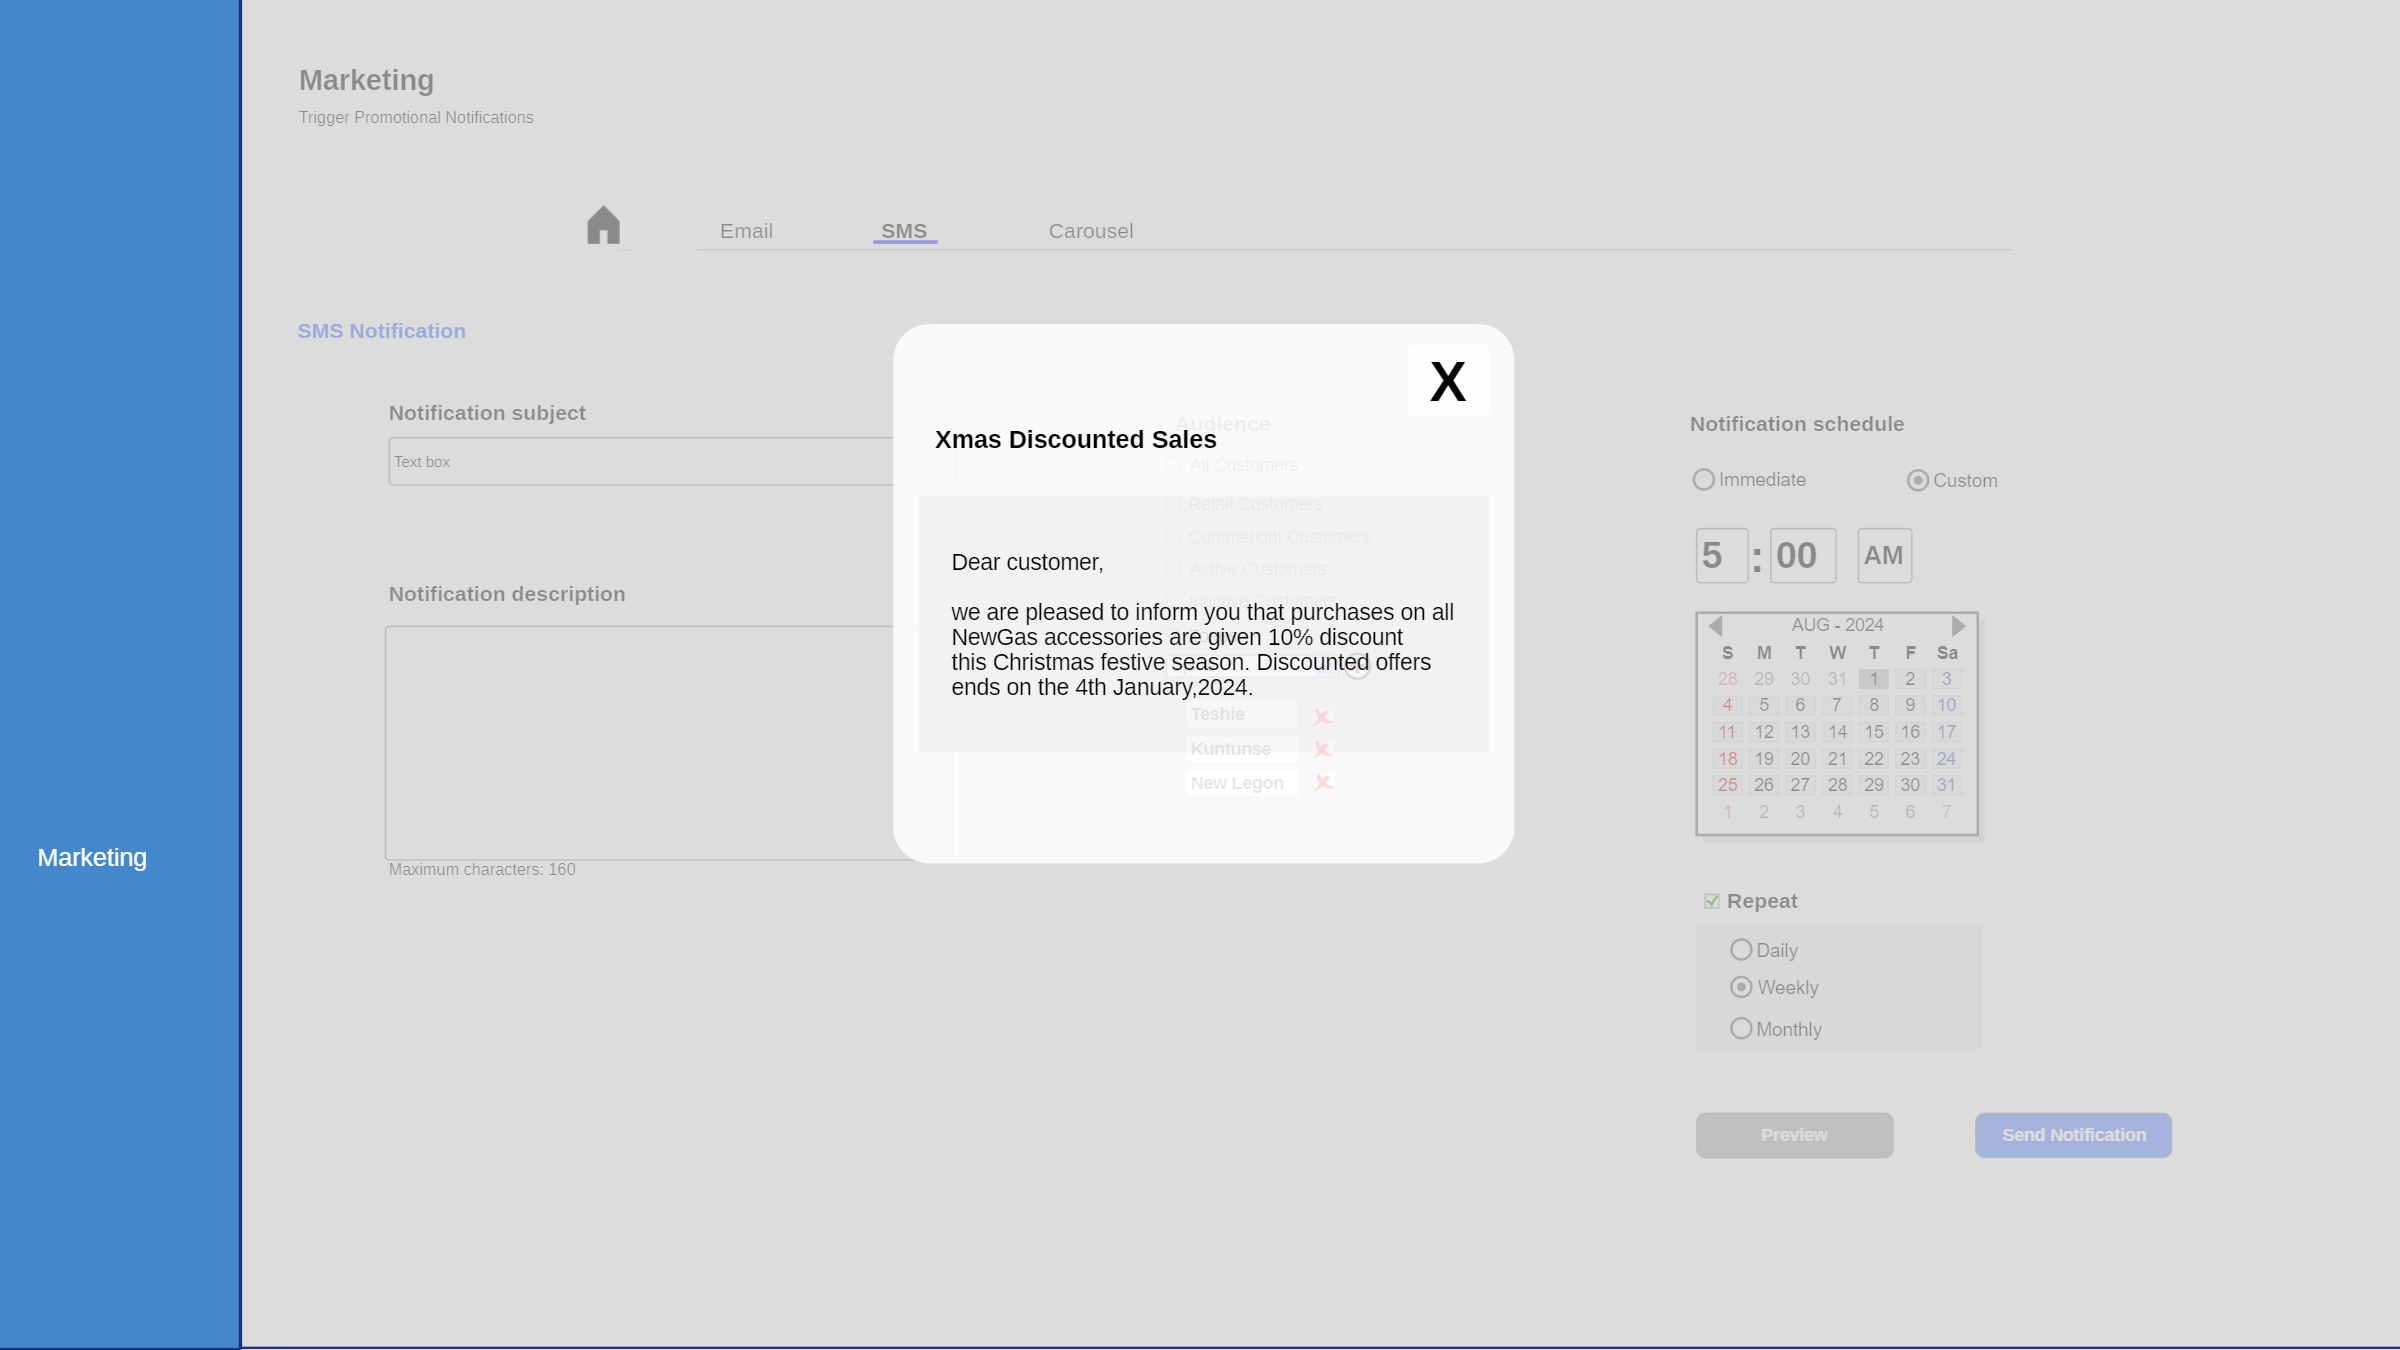 Marketing
Trigger Promotional Notifications
Email
SMS
Carousel
SMS Notification
Notification subject
Text box
Notification description
Maximum characters: 160
Marketing
X
Xmas Discounted Sales
Dear customer,
we are pleased to inform you that purchases on all
NewGas accessories are given 10% discount
this Christmas festive season. Discounted offers
ends on the 4th January,2024.
Audience
All Customers
Retail Customers
Commercial Customers
Active Customers
Inactive Customers
Teshie
Kuntunse
New Legon
Notification schedule
Immediate
Custom
5 : 00 AM
AUG - 2024
S M T W T F Sa
28 29 30 31 1 2 3
4 5 6 7 8 9 10
11 12 13 14 15 16 17
18 19 20 21 22 23 24
25 26 27 28 29 30 31
1 2 3 4 5 6 7
Repeat
Daily
Weekly
Monthly
Preview
Send Notification